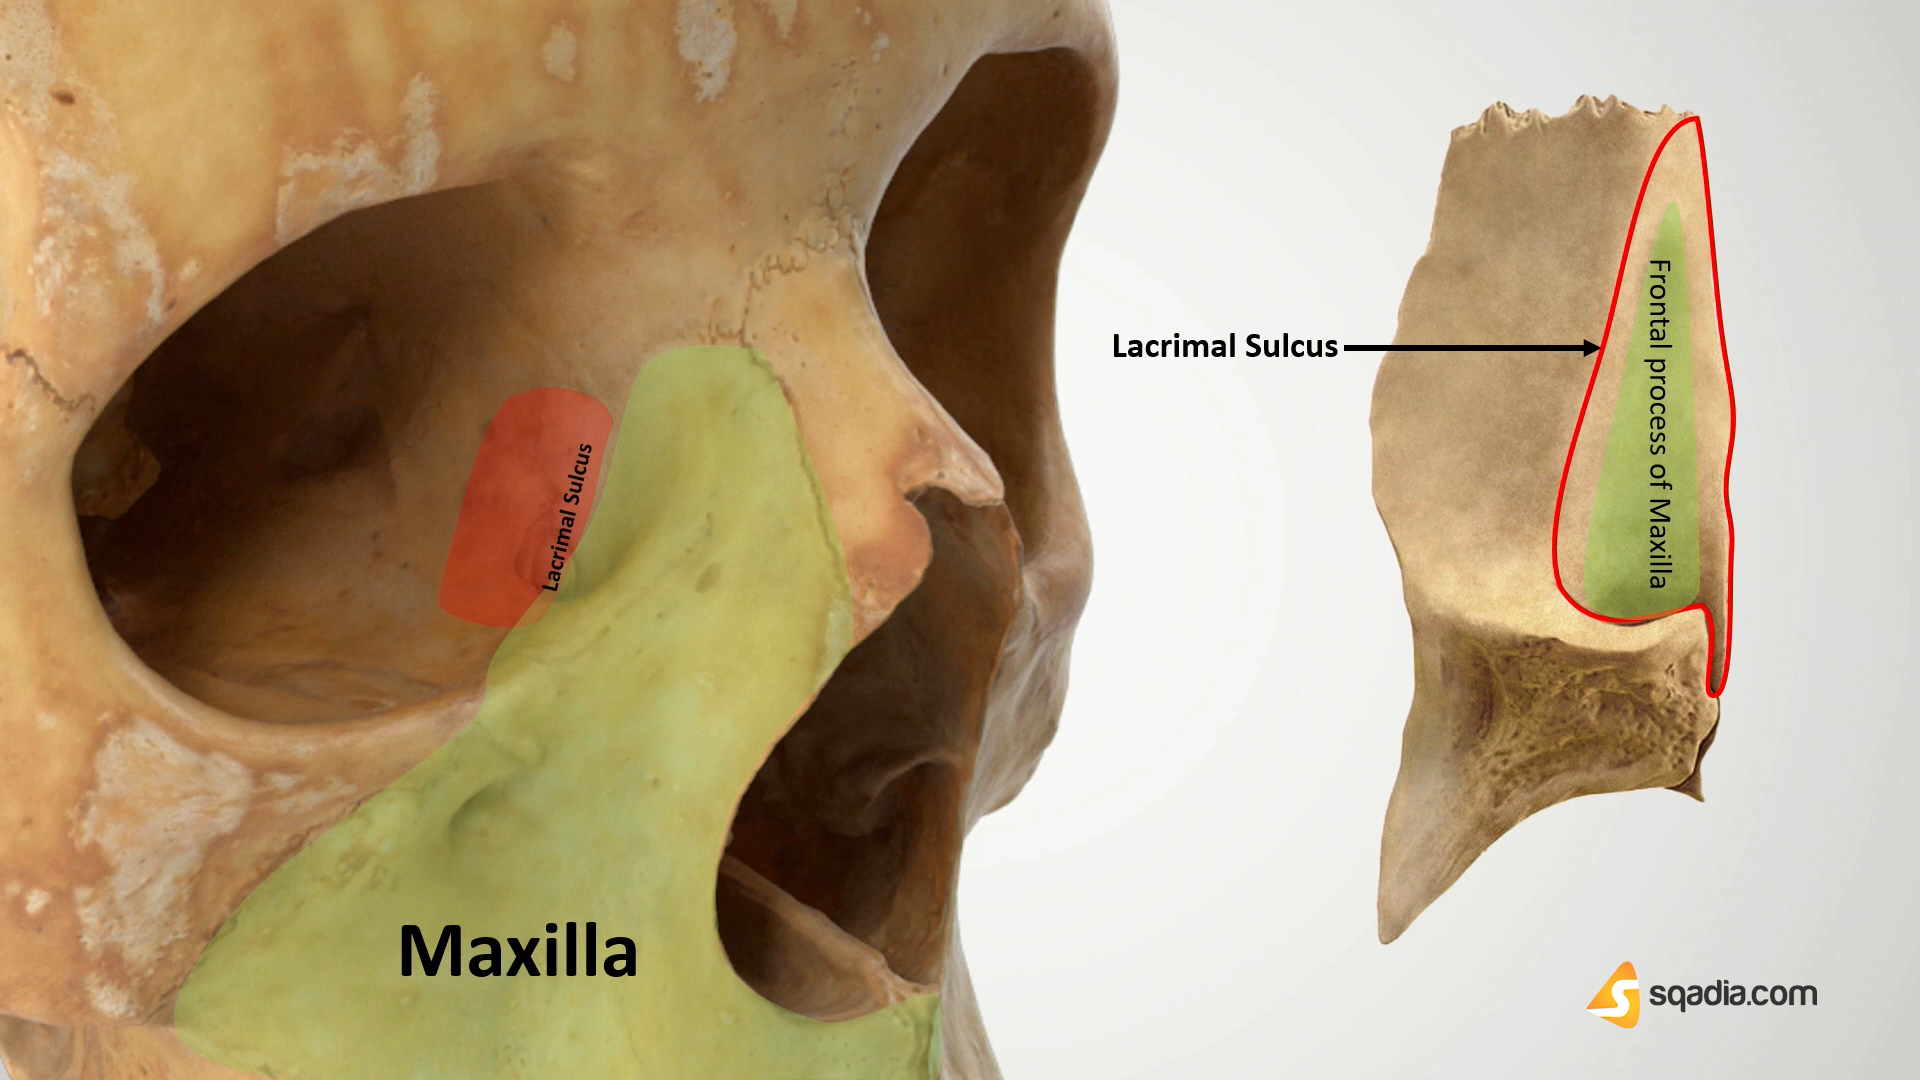 Lacrimal Sulcus
Frontal process of Maxilla
Lacrimal Sulcus
Maxilla
sqadia.com